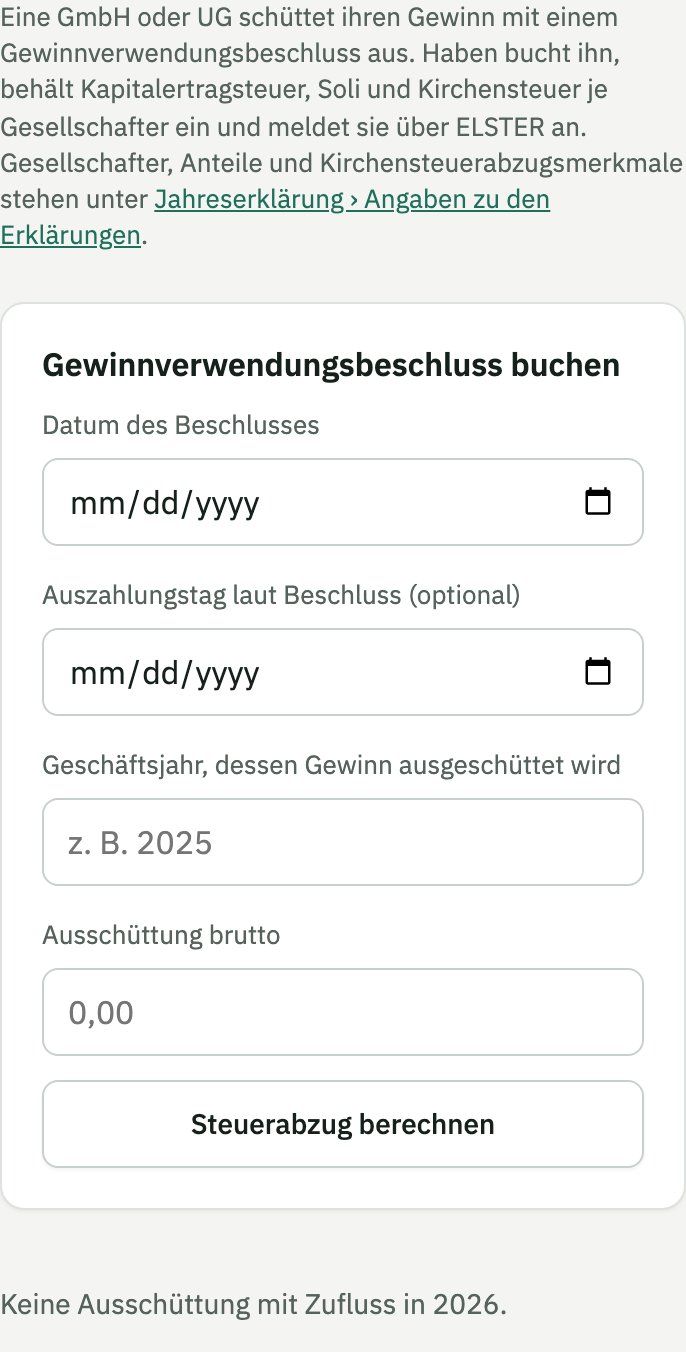 Eine GmbH oder UG schüttet ihren Gewinn mit einem
Gewinnverwendungsbeschluss aus. Haben bucht ihn,
behält Kapitalertragsteuer, Soli und Kirchensteuer je
Gesellschafter ein und meldet sie über ELSTER an.
Gesellschafter, Anteile und Kirchensteuerabzugsmerkmale
stehen unter Jahreserklärung › Angaben zu den
Erklärungen.
Gewinnverwendungsbeschluss buchen
Datum des Beschlusses
mm/dd/yyyy
Auszahlungstag laut Beschluss (optional)
mm/dd/yyyy
Geschäftsjahr, dessen Gewinn ausgeschüttet wird
z. B. 2025
Ausschüttung brutto
0,00
Steuerabzug berechnen
Keine Ausschüttung mit Zufluss in 2026.